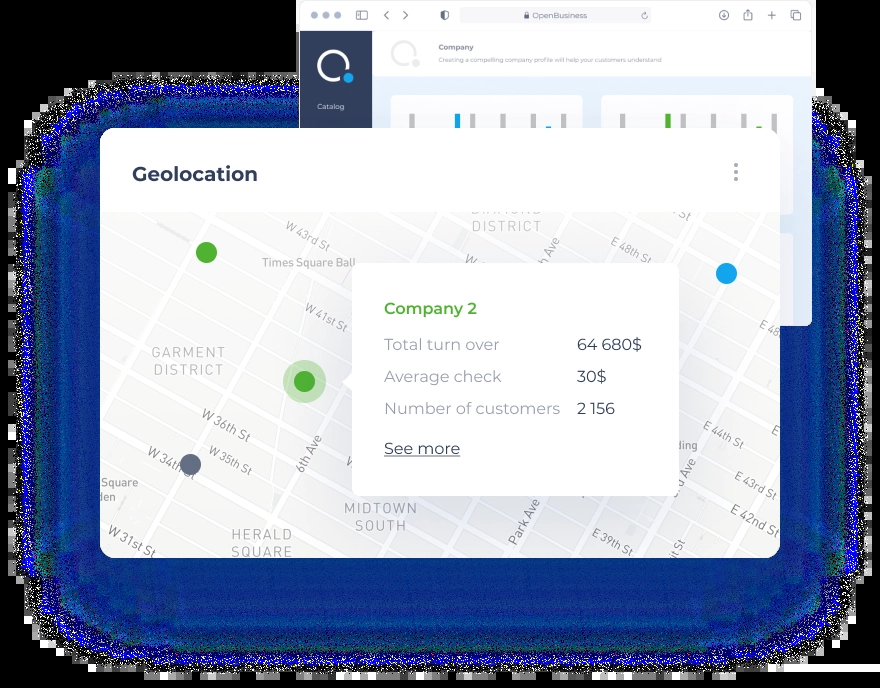 OpenBusiness
Company
Creating a compelling company profile will help your customers understand
Catalog
Geolocation
DIAMOND
DISTRICT
W 43rd St
Times Square Ball
E 48th St
W 41st St
GARMENT
DISTRICT
W 36th St
W 35th St
W 34th St
6th Ave
Company 2
Total turn over 64 680$
Average check 30$
Number of customers 2 156
See more
E 44th St
E 43rd St
E 42nd St
Square
MIDTOWN
SOUTH
Park Ave
W 31st St
HERALD
SQUARE
E 39th St